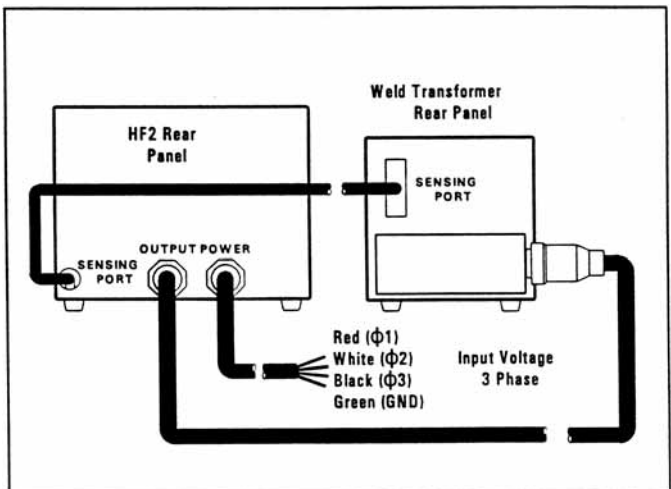 Weld Transformer
Rear Panel
HF2 Rear
Panel
SENSING
PORT
OUTPUT POWER
SENSING
PORT
Red (ϕ1)
White (ϕ2)
Black (ϕ3)
Green (GND)
Input Voltage
3 Phase